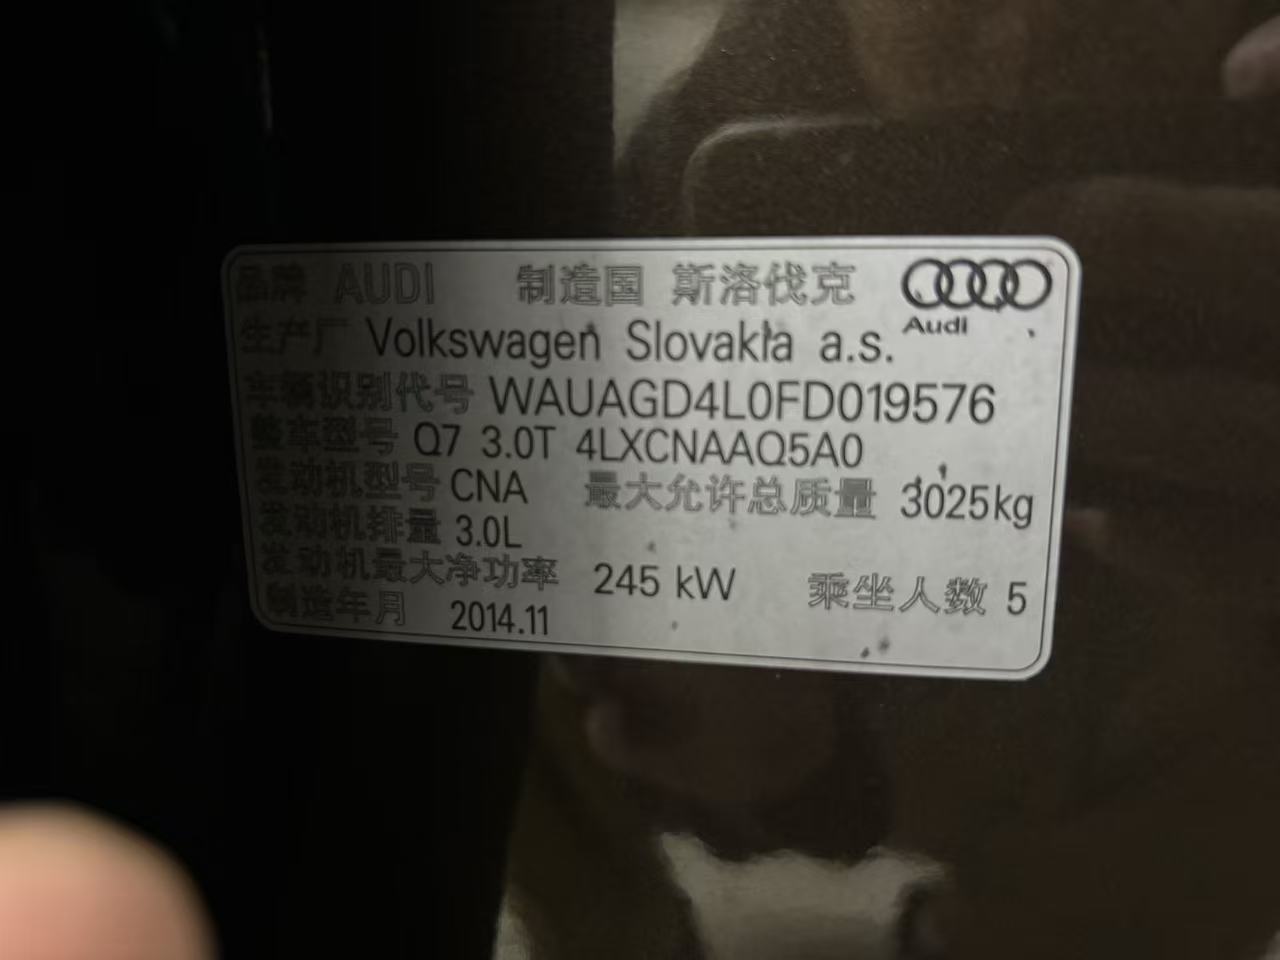 品牌 AUDI 制造国 斯洛伐克
Audi
生产厂 Volkswagen Slovakia a.s.
车辆识别代号 WAUAGD4L0FD019576
整车型号 Q7 3.0T 4LXCNAAQ5A0
发动机型号 CNA 最大允许总质量 3025kg
发动机排量 3.0L
发动机最大净功率 245 kW 乘坐人数 5
制造年月 2014.11